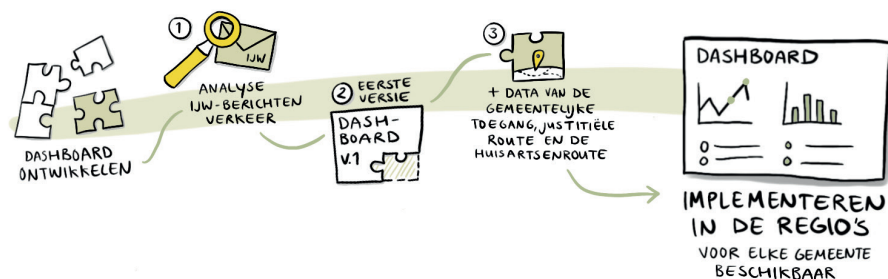 DASHBOARD
ONTWIKKELEN
1
IJW
ANALYSE
IJW-BERICHTEN
VERKEER
2 EERSTE
VERSIE
DASH-
BOARD
V.1
3
+ DATA VAN DE
GEMEENTELIJKE
TOEGANG, JUSTITIËLE
ROUTE EN DE
HUISARTSENROUTE
DASHBOARD
IMPLEMENTEREN
IN DE REGIO'S
VOOR ELKE GEMEENTE
BESCHIKBAAR